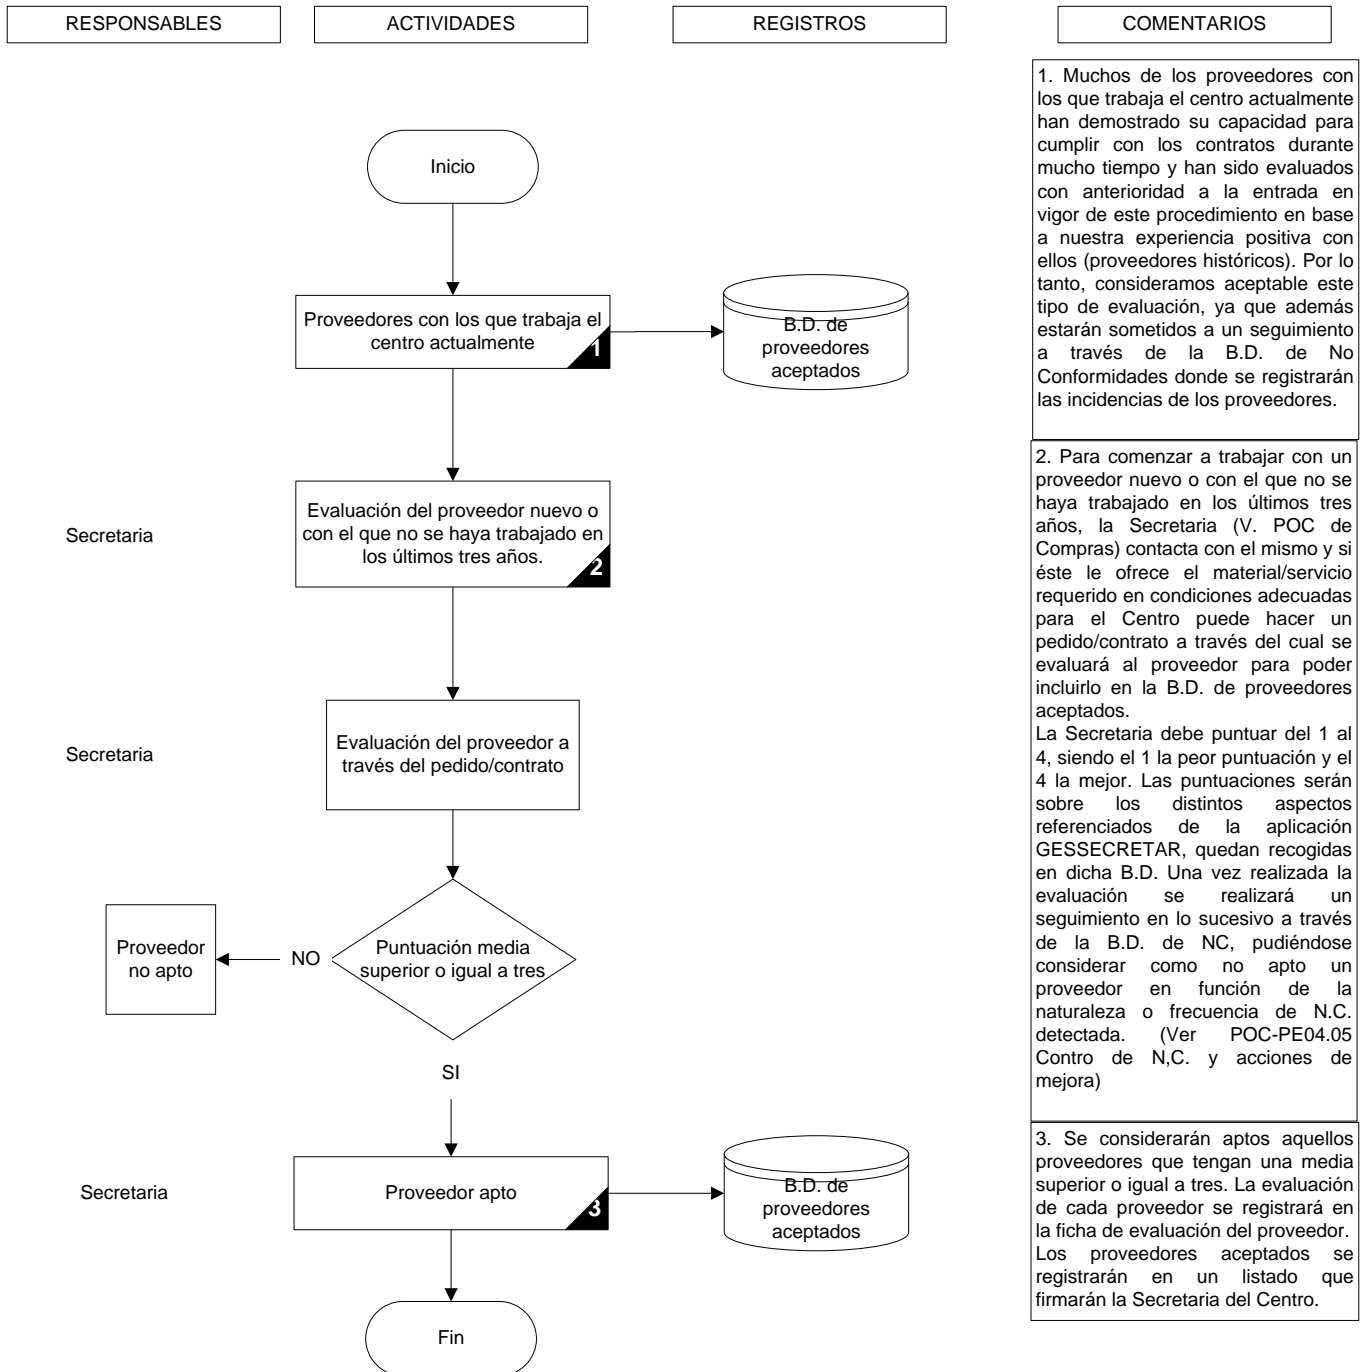 RESPONSABLES
ACTIVIDADES
REGISTROS
COMENTARIOS
Inicio
Proveedores con los que trabaja el
centro actualmente
1
B.D. de
proveedores
aceptados
Secretaria
Evaluación del proveedor nuevo o
con el que no se haya trabajado en
los últimos tres años.
2
Secretaria
Evaluación del proveedor a
través del pedido/contrato
Puntuación media
superior o igual a tres
NO
Proveedor
no apto
SI
Secretaria
Proveedor apto
3
B.D. de
proveedores
aceptados
Fin
1. Muchos de los proveedores con
los que trabaja el centro actualmente
han demostrado su capacidad para
cumplir con los contratos durante
mucho tiempo y han sido evaluados
con anterioridad a la entrada en
vigor de este procedimiento en base
a nuestra experiencia positiva con
ellos (proveedores históricos). Por lo
tanto, consideramos aceptable este
tipo de evaluación, ya que además
estarán sometidos a un seguimiento
a través de la B.D. de No
Conformidades donde se registrarán
las incidencias de los proveedores.
2. Para comenzar a trabajar con un
proveedor nuevo o con el que no se
haya trabajado en los últimos tres
años, la Secretaria (V. POC de
Compras) contacta con el mismo y si
éste le ofrece el material/servicio
requerido en condiciones adecuadas
para el Centro puede hacer un
pedido/contrato a través del cual se
evaluará al proveedor para poder
incluirlo en la B.D. de proveedores
aceptados.
La Secretaria debe puntuar del 1 al
4, siendo el 1 la peor puntuación y el
4 la mejor. Las puntuaciones serán
sobre los distintos aspectos
referenciados de la aplicación
GESSECRETAR, quedan recogidas
en dicha B.D. Una vez realizada la
evaluación se realizará un
seguimiento en lo sucesivo a través
de la B.D. de NC, pudiéndose
considerar como no apto un
proveedor en función de la
naturaleza o frecuencia de N.C.
detectada. (Ver POC-PE04.05
Contro de N,C. y acciones de
mejora)
3. Se considerarán aptos aquellos
proveedores que tengan una media
superior o igual a tres. La evaluación
de cada proveedor se registrará en
la ficha de evaluación del proveedor.
Los proveedores aceptados se
registrarán en un listado que
firmarán la Secretaria del Centro.